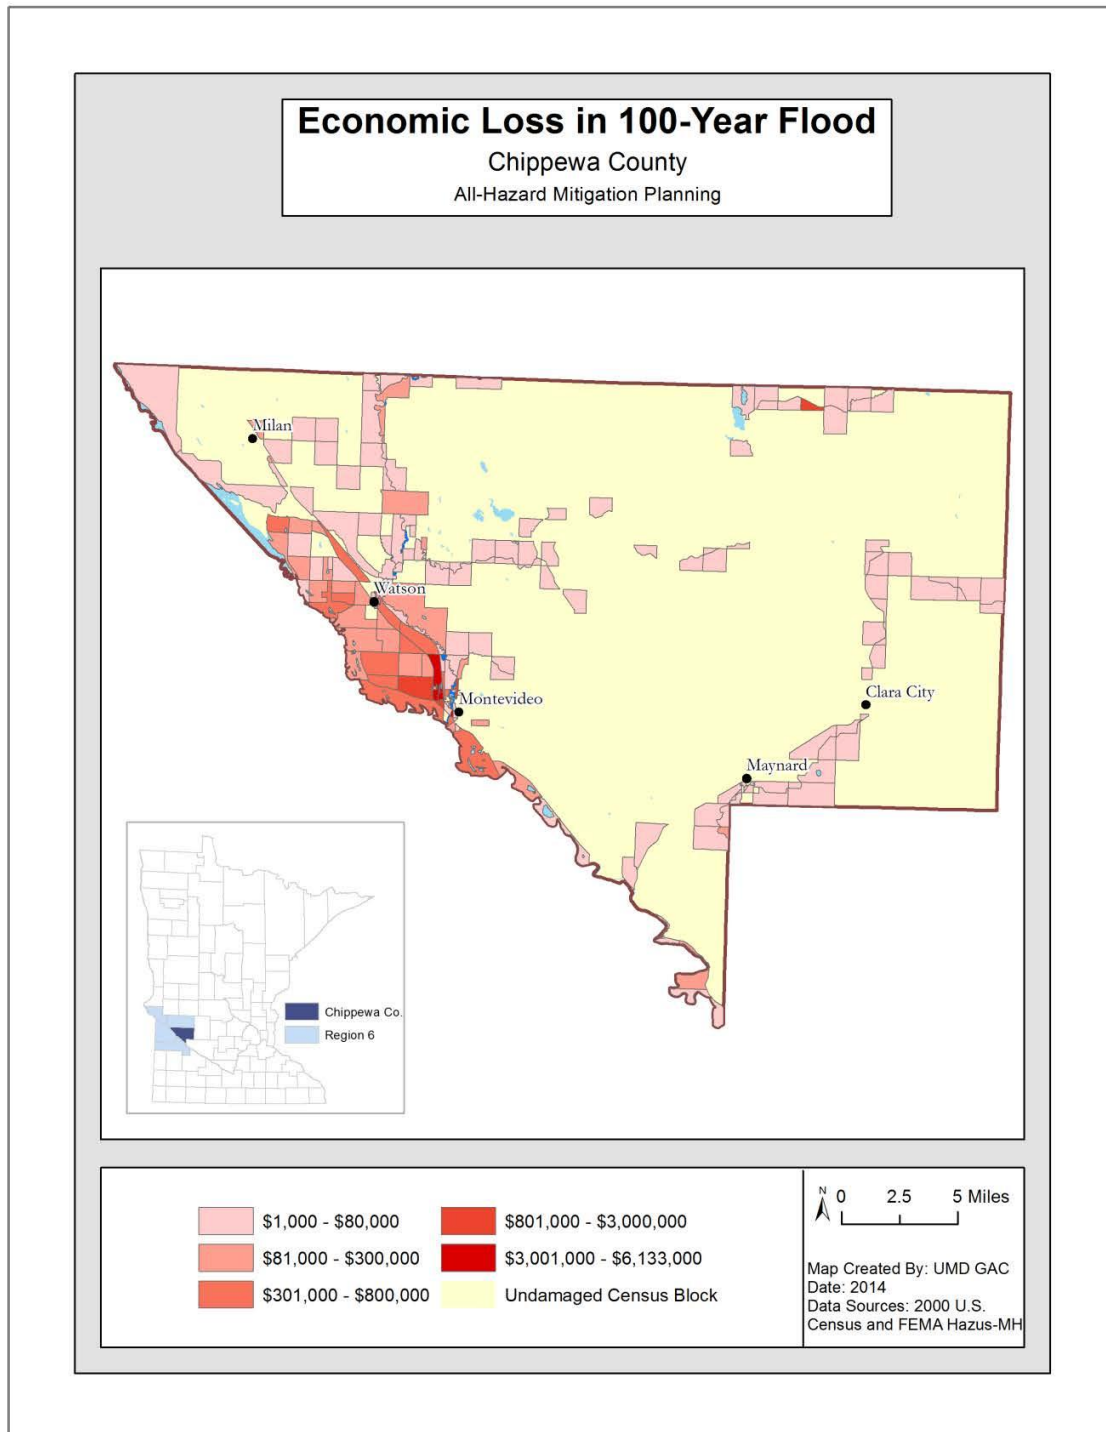 Economic Loss in 100-Year Flood
Chippewa County
All-Hazard Mitigation Planning
Milan
Watson
Montevideo
Clara City
Maynard
Chippewa Co.
Region 6
$1,000 - $80,000
$81,000 - $300,000
$301,000 - $800,000
$801,000 - $3,000,000
$3,001,000 - $6,133,000
Undamaged Census Block
N
0 2.5 5 Miles
Map Created By: UMD GAC
Date: 2014
Data Sources: 2000 U.S.
Census and FEMA Hazus-MH